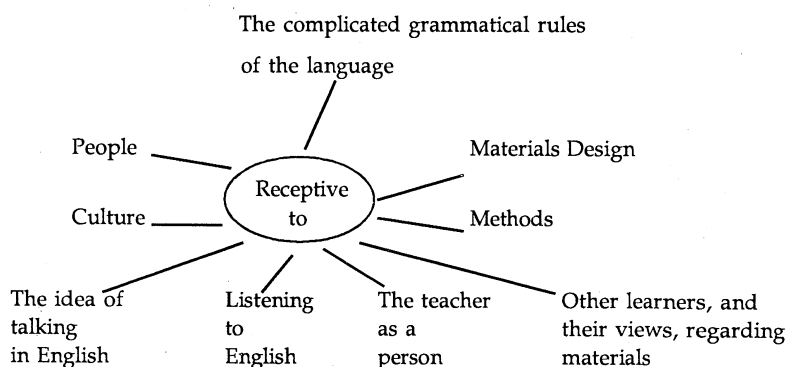 The complicated grammatical rules
of the language
People
Materials Design
Receptive
to
Culture
Methods
The idea of
talking
in English
Listening
to
English
The teacher
as a
person
Other learners, and
their views, regarding
materials